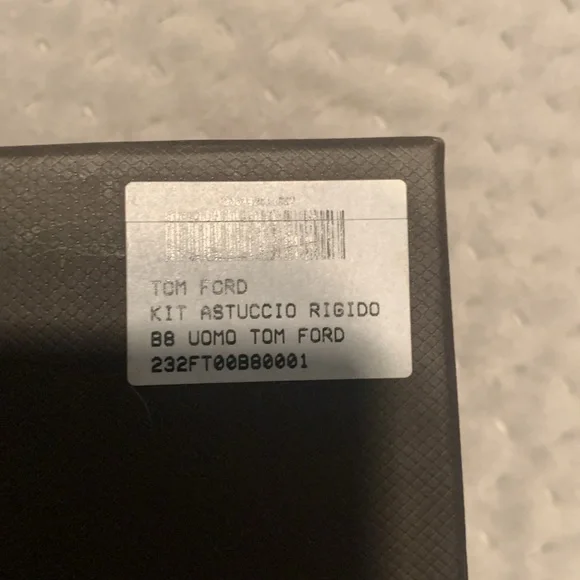 TOM FORD
KIT ASTUCCIO RIGIDO
B8 UOMO TOM FORD
232FT00B80001